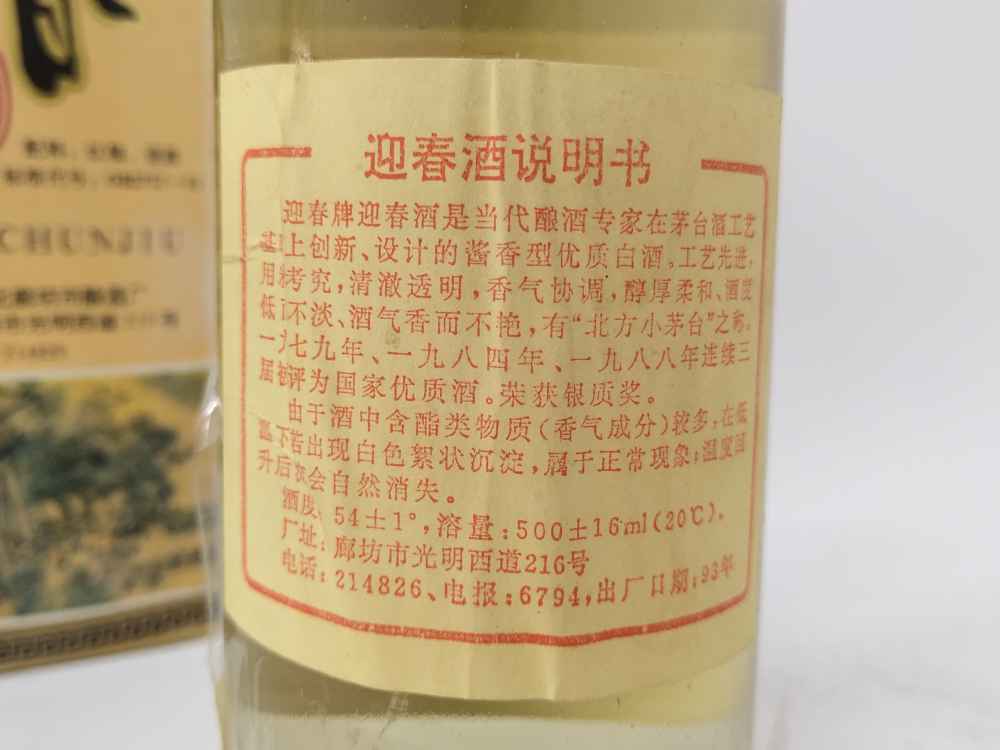 迎春酒说明书
迎春牌迎春酒是当代酿酒专家在茅台酒工艺
基上创新、设计的酱香型优质白酒。工艺先进,
用料考究,清澈透明,香气协调,醇厚柔和、酒度
低而不淡、酒气香而不艳,有“北方小茅台”之称。
一九七九年、一九八四年、一九八八年连续三
届被评为国家优质酒。荣获银质奖。
由于酒中含酯类物质(香气成分)较多,在低
温下若出现白色絮状沉淀,属于正常现象;温度回
升后故会自然消失。
酒度:54±1°,溶量:500±16ml(20℃).
厂址:廊坊市光明西道216号
电话:214826、电报:6794,出厂日期:93年
CHUNJIU